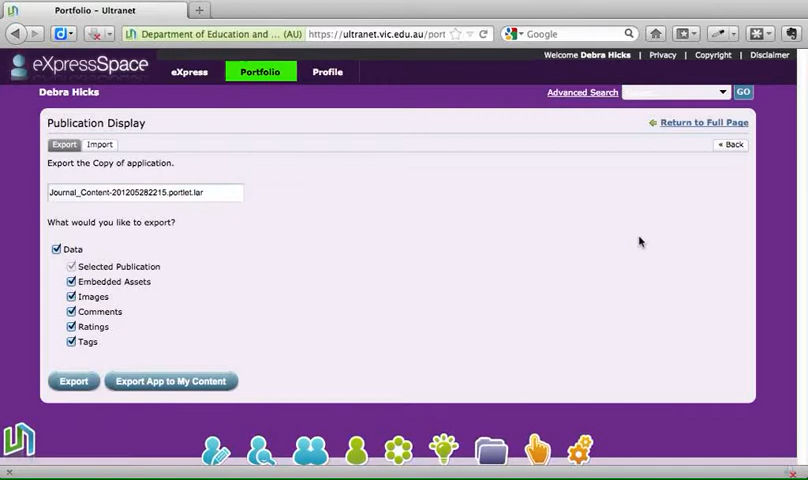 Portfolio – Ultranet
Department of Education and ... (AU)
https://ultranet.vic.edu.au/port
Google
Welcome Debra Hicks | Privacy | Copyright | Disclaimer
eXpressSpace
eXpress
Portfolio
Profile
Debra Hicks
Advanced Search
GO
Publication Display
Return to Full Page
Export
Import
« Back
Export the Copy of application.
Journal_Content-201205282215.portlet.lar
What would you like to export?
Data
Selected Publication
Embedded Assets
Images
Comments
Ratings
Tags
Export
Export App to My Content